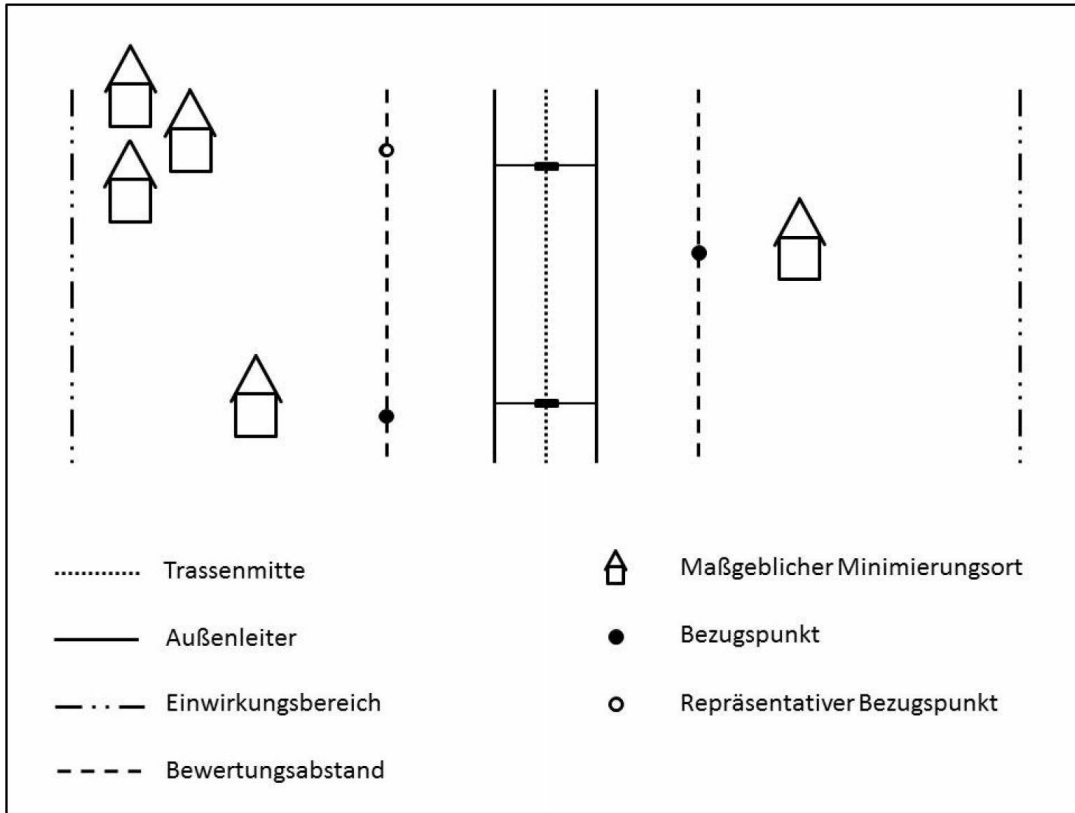 Trassenmitte
Außenleiter
Einwirkungsbereich
Bewertungsabstand
Maßgeblicher Minimierungsort
Bezugspunkt
Repräsentativer Bezugspunkt